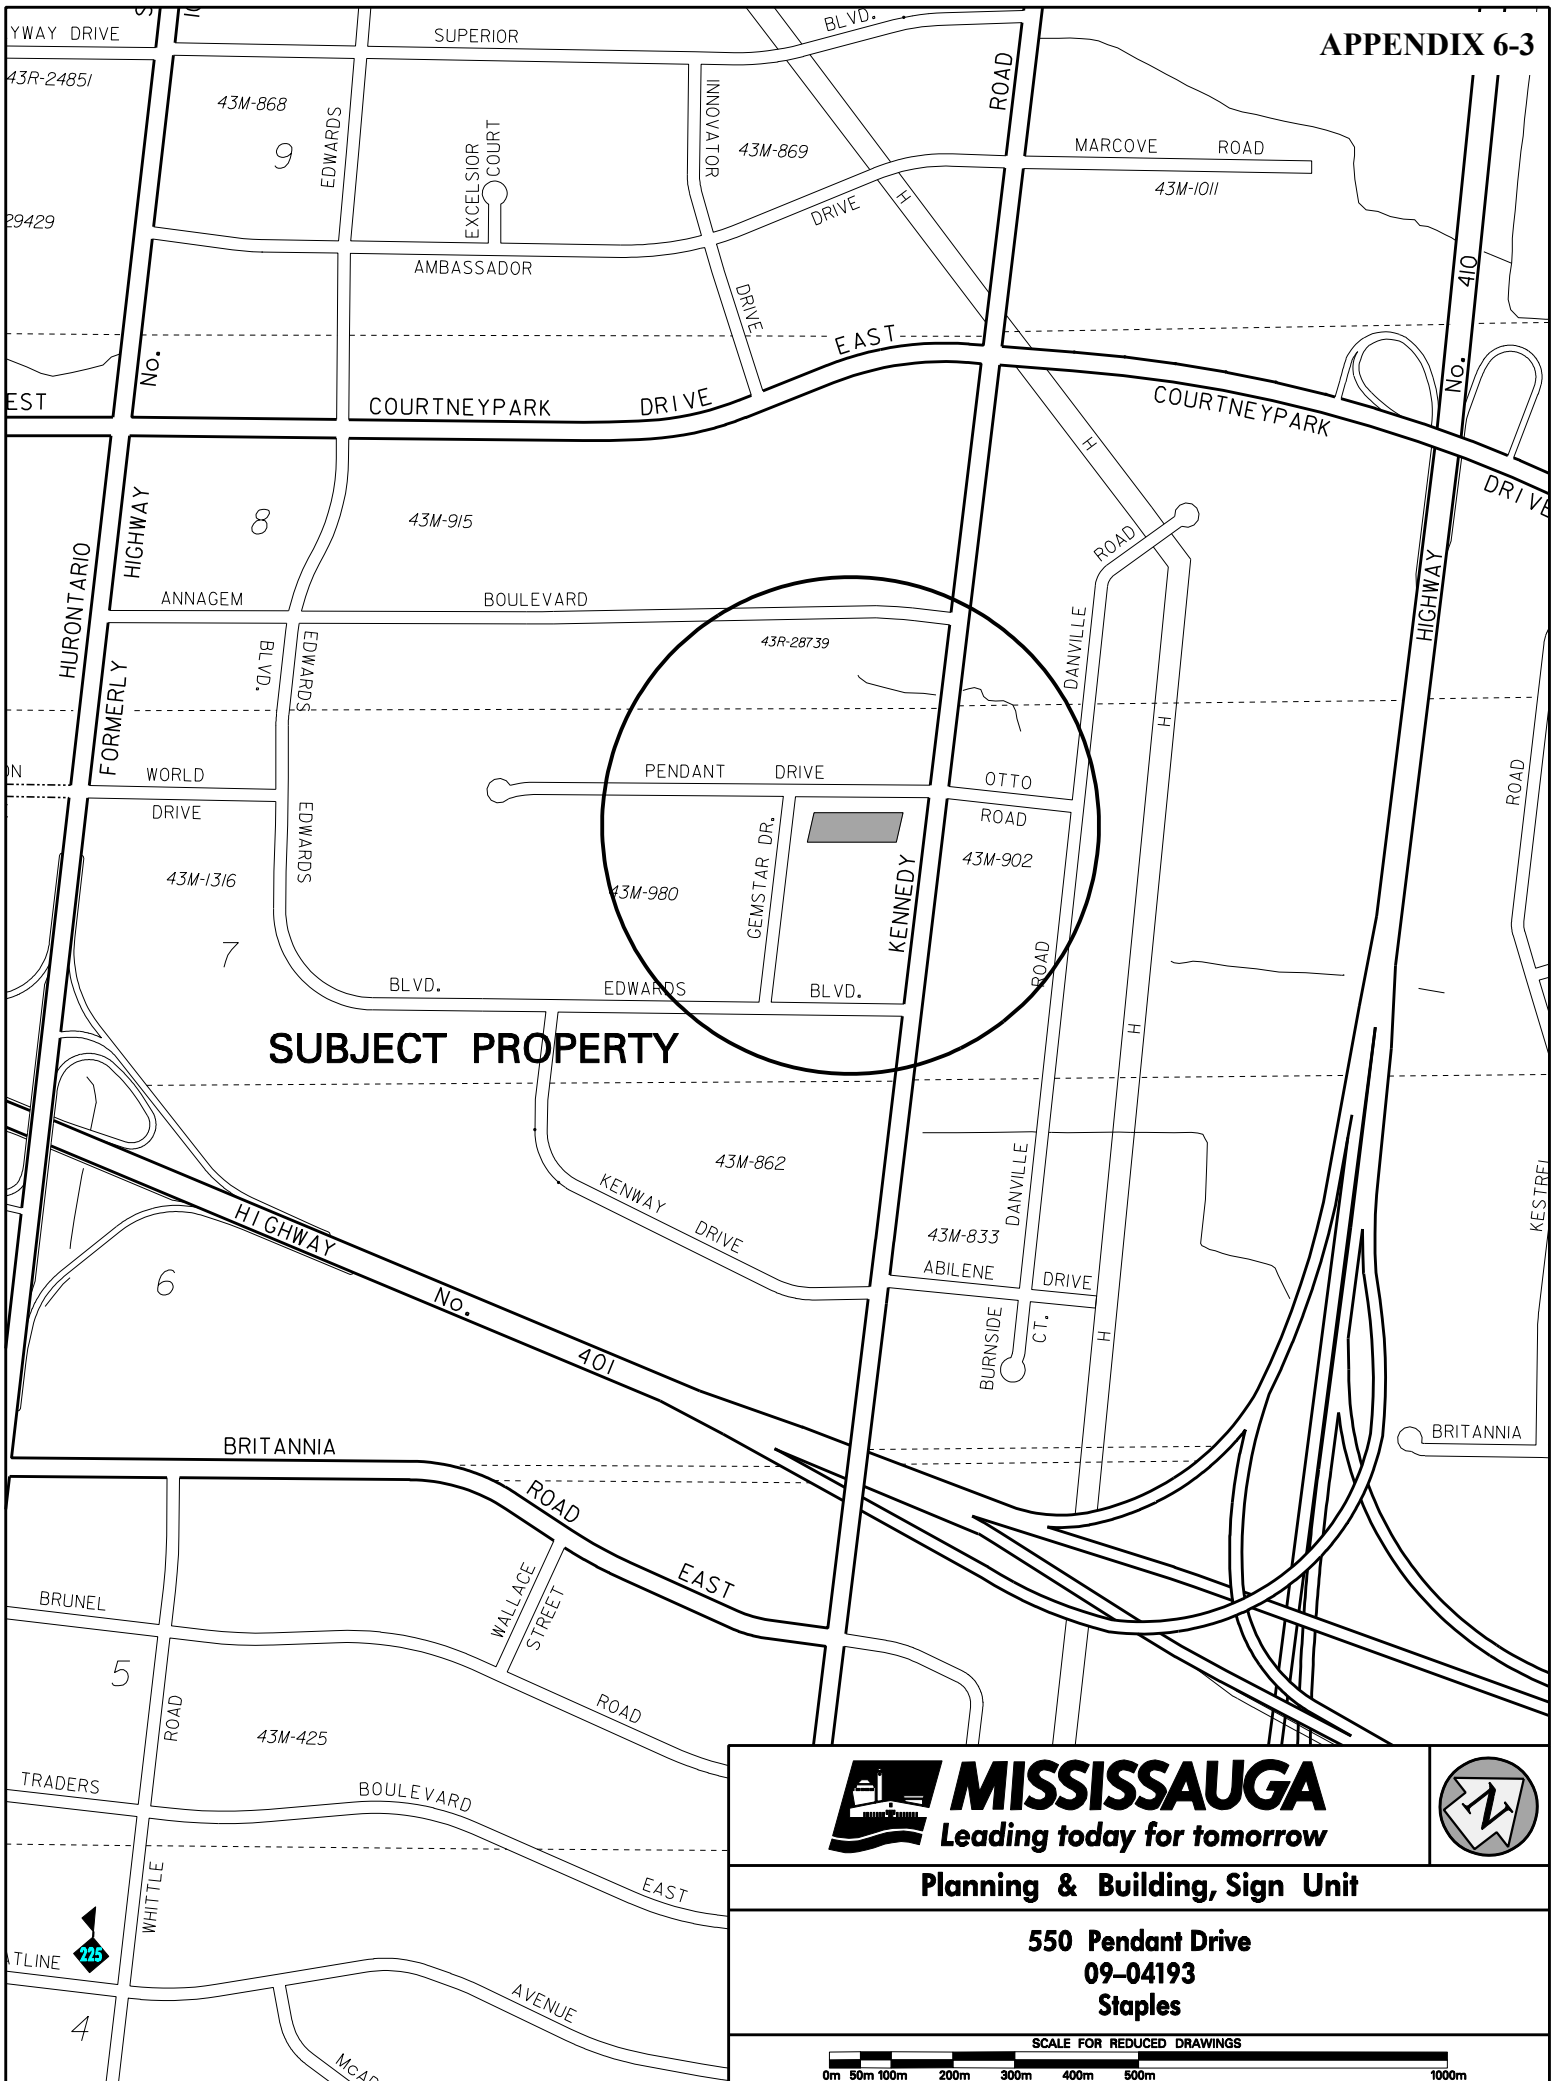 APPENDIX 6-3
YWAY DRIVE
SUPERIOR
BLVD.
43R-24851
43M-868
9
EDWARDS
EXCELSIOR
COURT
INNOVATOR
43M-869
ROAD
MARCOVE ROAD
43M-1011
29429
DRIVE
H
AMBASSADOR
DRIVE
410
No.
EAST
No.
EST
COURTNEYPARK DRIVE
COURTNEYPARK
DRIVE
H
HIGHWAY
8
43M-915
ROAD
HURONTARIO
HIGHWAY
ANNAGEM
BOULEVARD
BLVD.
EDWARDS
43R-28739
DANVILLE
FORMERLY
H
ON
WORLD
DRIVE
PENDANT DRIVE
OTTO
ROAD
ROAD
EDWARDS
GEMSTAR DR.
43M-902
43M-1316
43M-980
KENNEDY
7
ROAD
BLVD.
EDWARDS
BLVD.
SUBJECT PROPERTY
H
43M-862
DANVILLE
KESTREL
KENWAY
DRIVE
HIGHWAY
43M-833
ABILENE
DRIVE
6
No.
BURNSIDE
CT.
H
401
BRITANNIA
BRITANNIA
ROAD
EAST
WALLACE
STREET
BRUNEL
5
ROAD
ROAD
43M-425
TRADERS
BOULEVARD
EAST
WHITTLE
225
ATLINE
AVENUE
4
McAD
MISSISSAUGA
Leading today for tomorrow
N
Planning & Building, Sign Unit
550 Pendant Drive
09-04193
Staples
SCALE FOR REDUCED DRAWINGS
0m 50m 100m 200m 300m 400m 500m 1000m